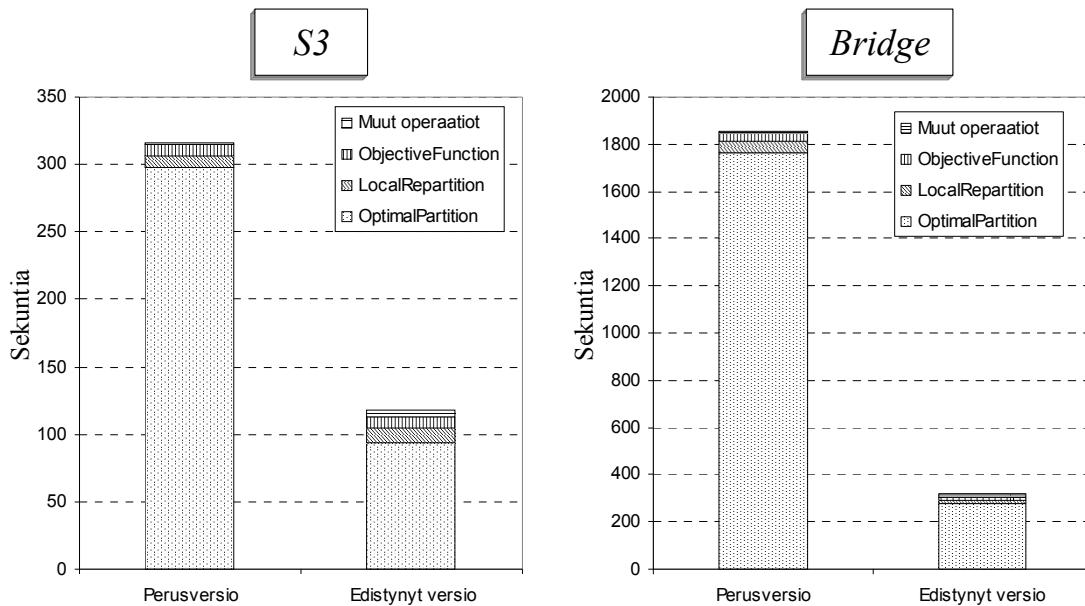 S3
350
300
250
200
150
100
50
0
Sekuntia
Muut operaatiot
ObjectiveFunction
LocalRepartition
OptimalPartition
Perusversio
Edistynyt versio
Bridge
2000
1800
1600
1400
1200
1000
800
600
400
200
0
Sekuntia
Muut operaatiot
ObjectiveFunction
LocalRepartition
OptimalPartition
Perusversio
Edistynyt versio